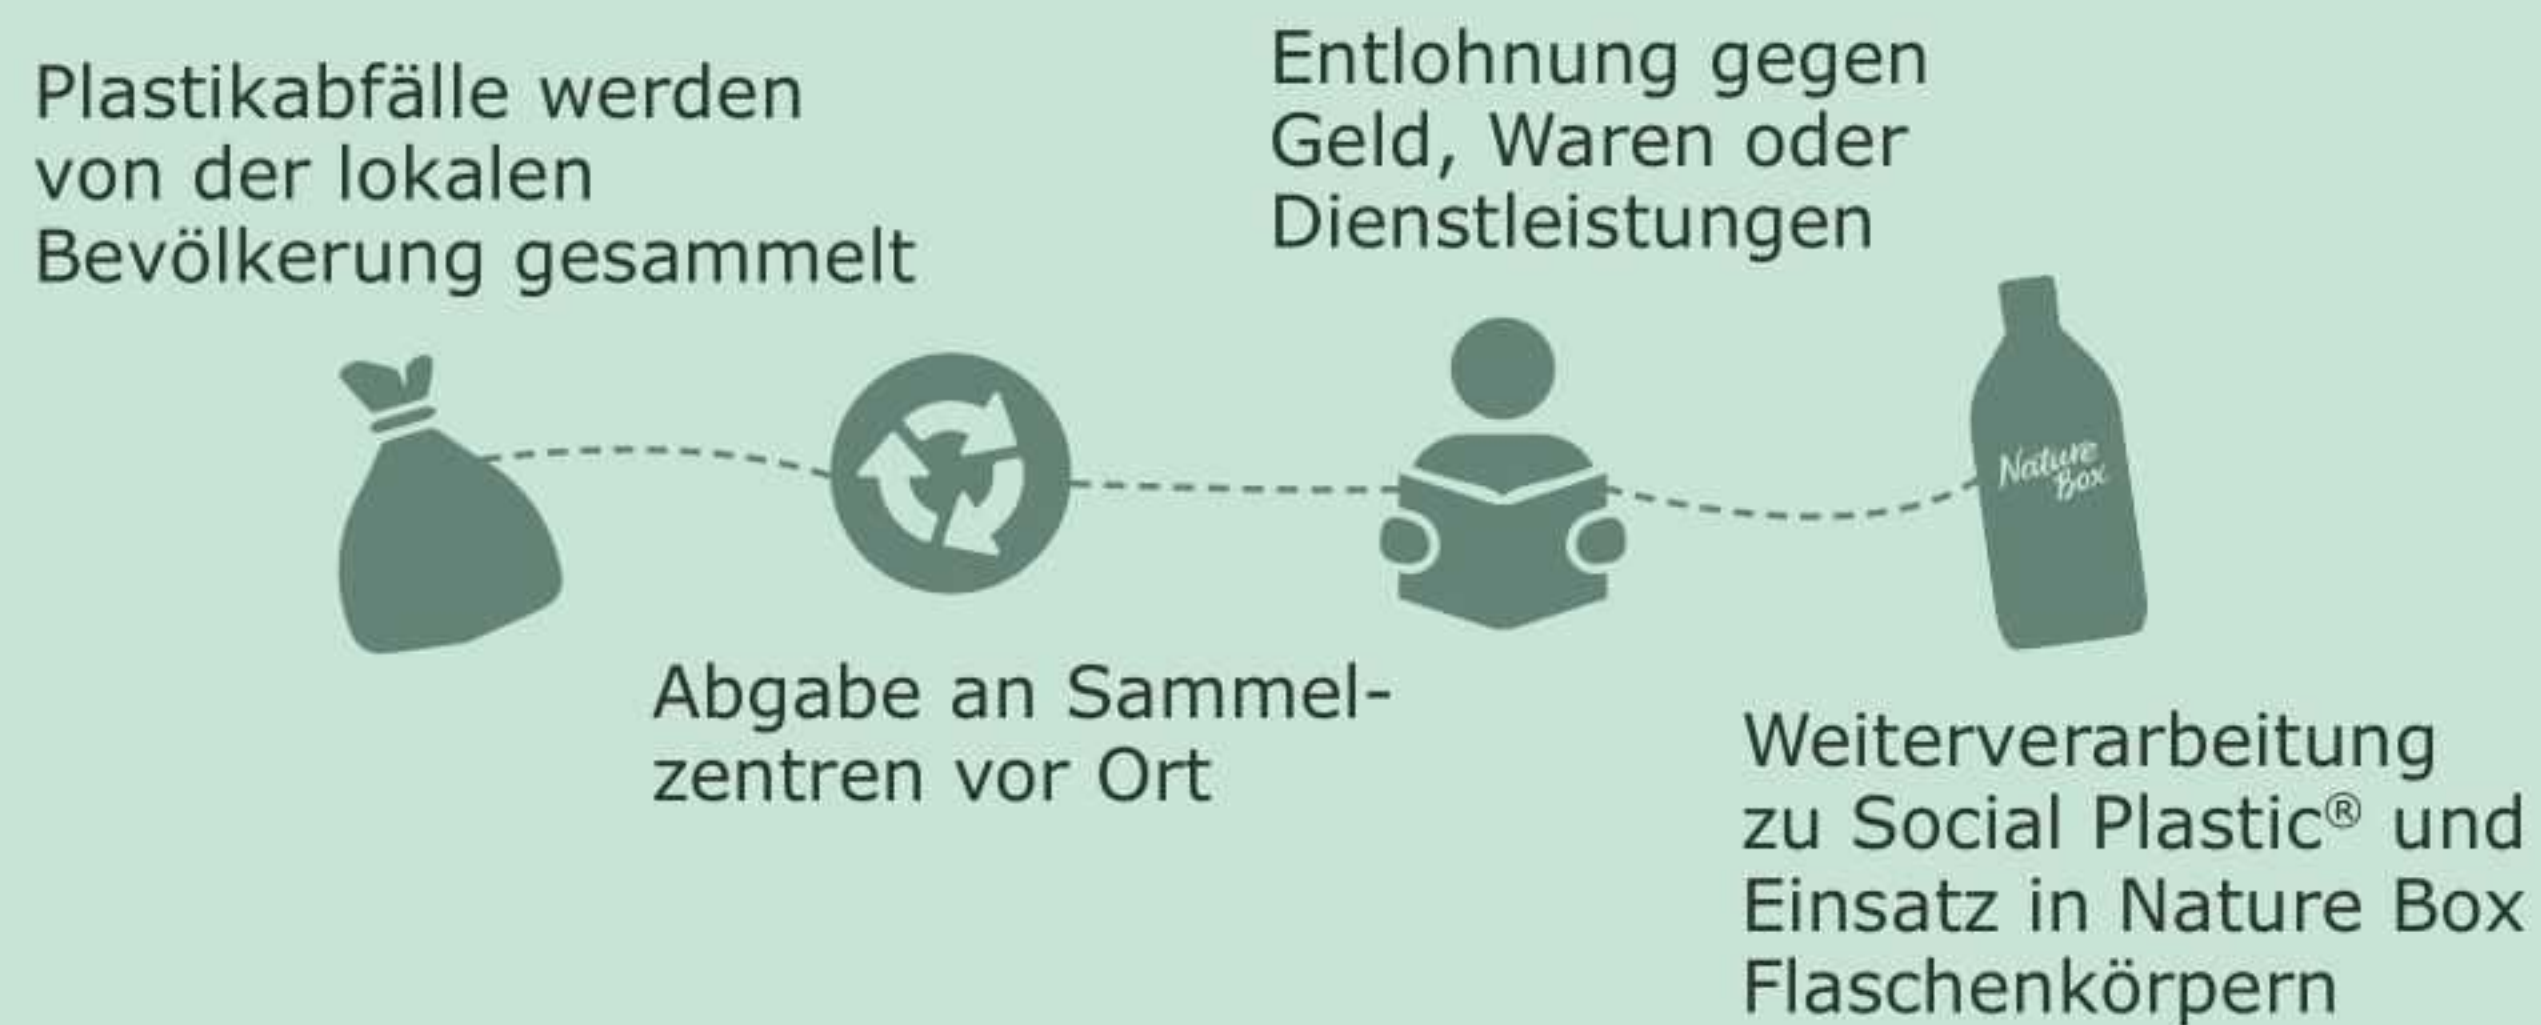 Plastikabfälle werden
von der lokalen
Bevölkerung gesammelt
Abgabe an Sammel-
zentren vor Ort
Entlohnung gegen
Geld, Waren oder
Dienstleistungen
Nature
Box
Weiterverarbeitung
zu Social Plastic® und
Einsatz in Nature Box
Flaschenkörpern